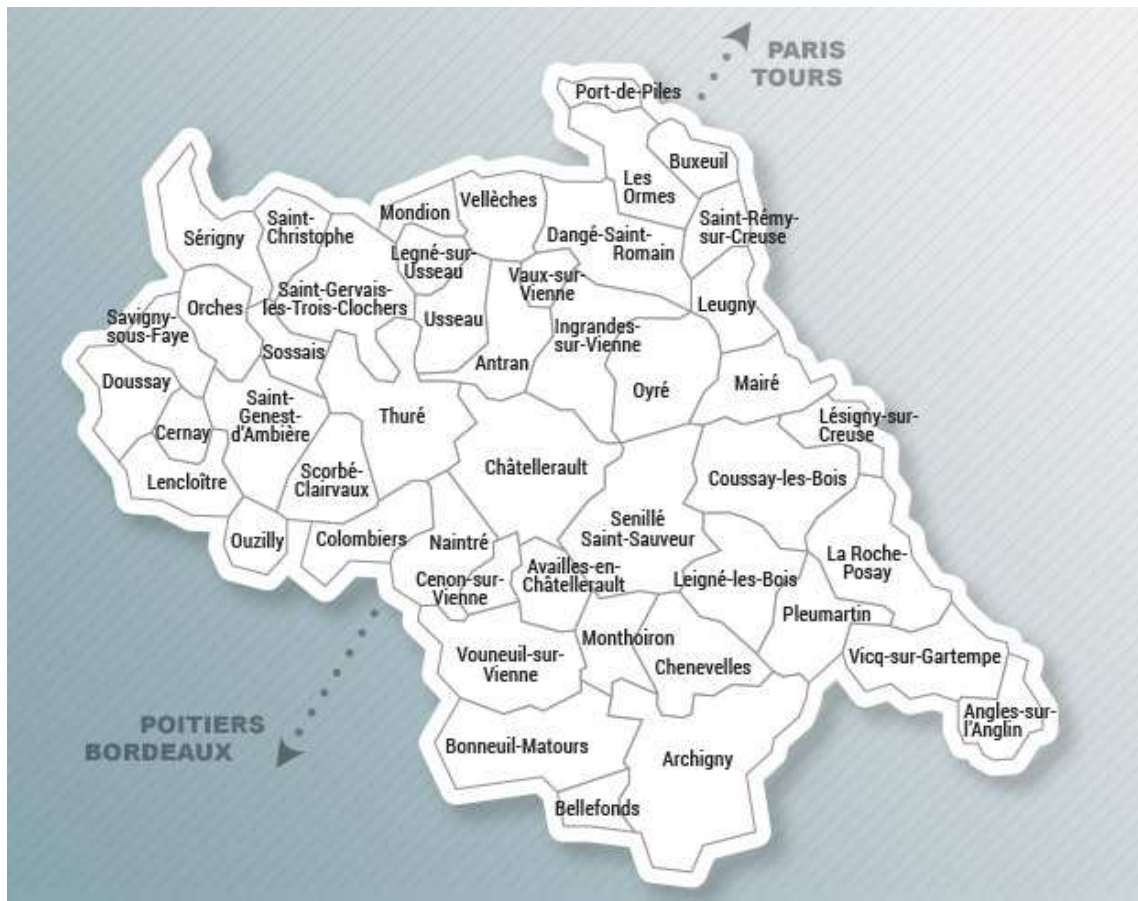 PARIS
TOURS
Port-de-Piles
Buxeuil
Les
Ormes
Vellèches
Mondion
Saint-
Christophe
Sérigny
Saint-Rémy-
sur-Creuse
Dangé-Saint-
Romain
Legné-sur-
Usseau
Vaux-sur-
Vienne
Saint-Gervais-
les-Trois-Clochers
Orches
Leugny
Savigny-
sous-Faye
Usseau
Ingrandes-
sur-Vienne
Sossais
Antran
Doussay
Mairé
Oyré
Saint-
Genest-
d'Ambière
Thuré
Lésigny-sur-
Creuse
Cernay
Châtellerault
Scorbé-
Clairvaux
Lencloître
Coussay-les-Bois
Senillé
Saint-Sauveur
Ouzilly
Colombiers
Naintré
La Roche-
Posay
Availles-en-
Châtellerault
Cenon-sur-
Vienne
Leigné-les-Bois
Pleumartin
Monthoiron
Vouneuil-sur-
Vienne
Chenevelles
Vicq-sur-Gartempe
Angles-sur-
l'Anglin
POITIERS
BORDEAUX
Bonneuil-Matours
Archigny
Bellefonds